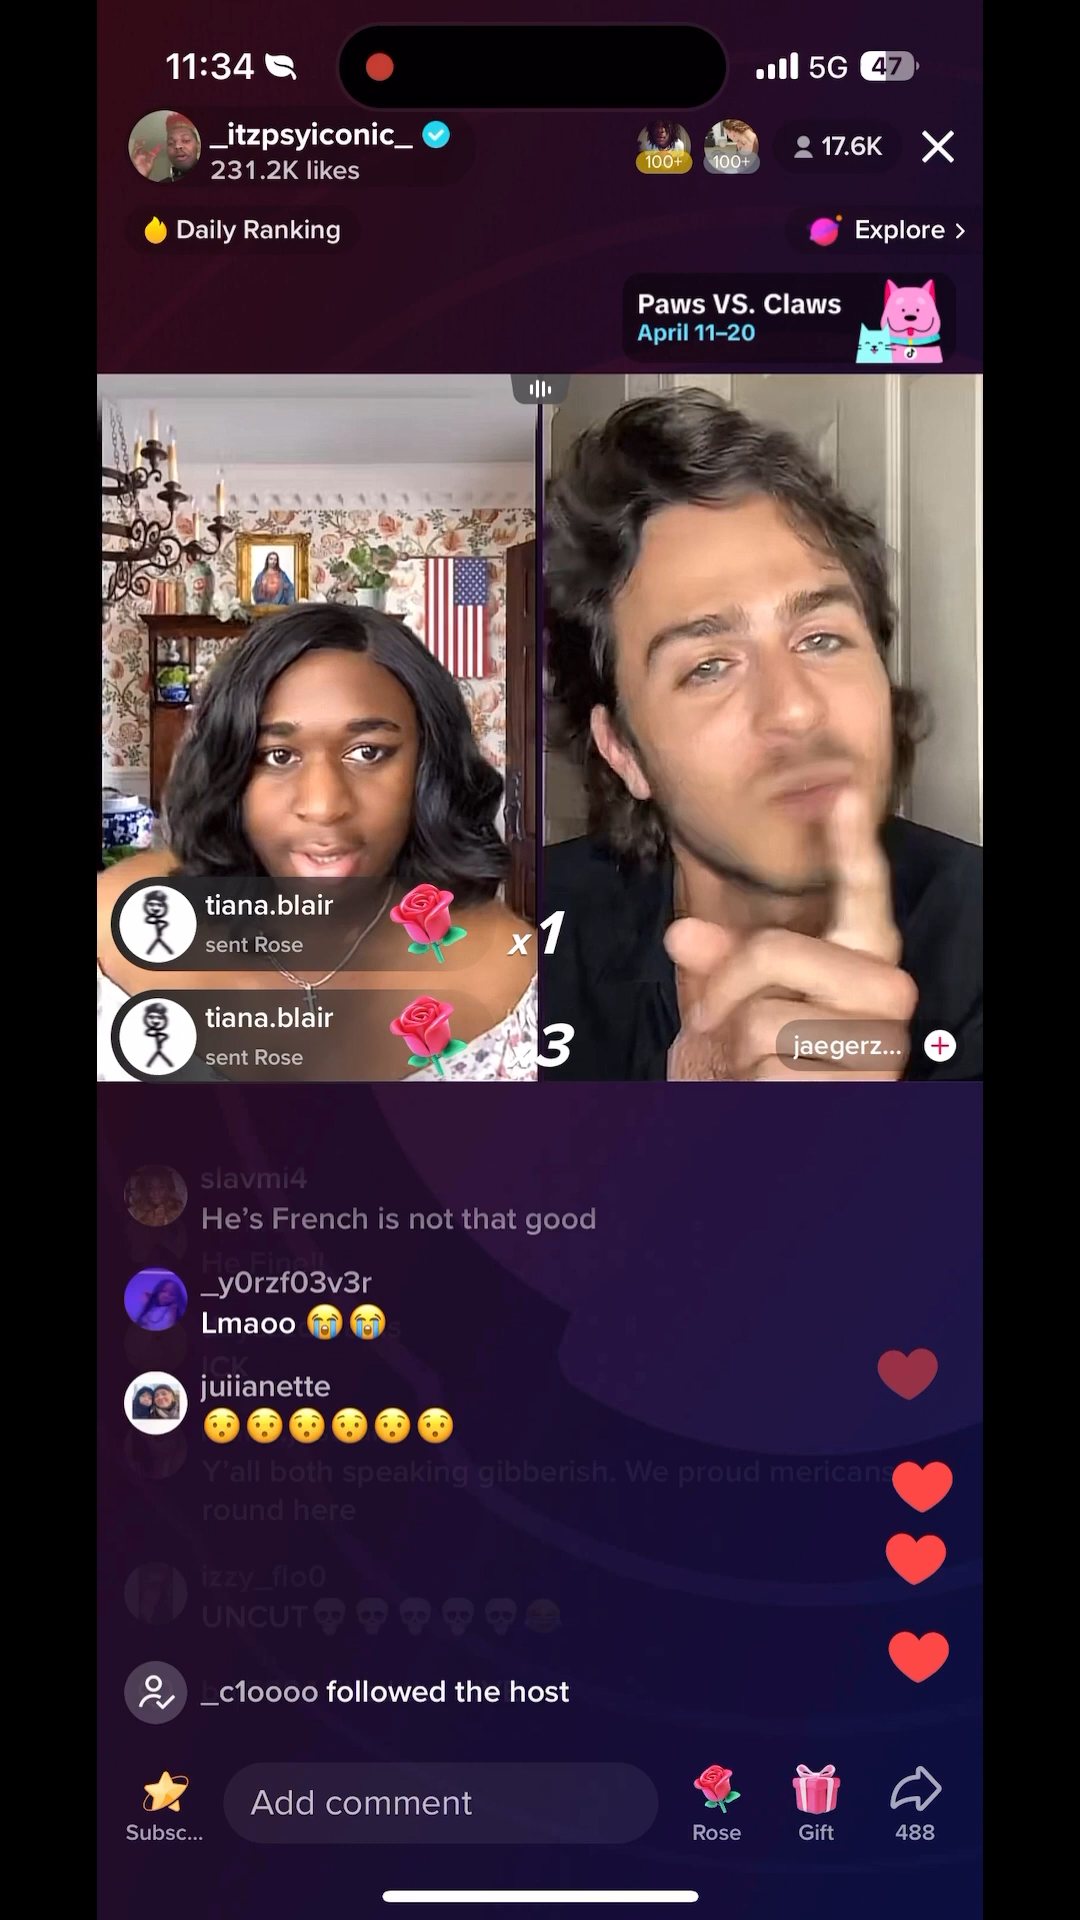 11:34
5G 47
_itzpsyiconic_
231.2K likes
100+ 100+ 17.6K
Daily Ranking
Explore >
Paws VS. Claws
April 11–20
tiana.blair
sent Rose
x1
tiana.blair
sent Rose
x3
jaegerz...
slavmi4
He’s French is not that good
_y0rzf03v3r
Lmaoo 😭😭
ICK
juiianette
😯😯😯😯😯😯
Y’all both speaking gibberish. We proud mericans
round here
izzy_flo0
UNCUT💀💀💀💀💀😂
_c1oooo followed the host
Subsc...
Add comment
Rose
Gift
488